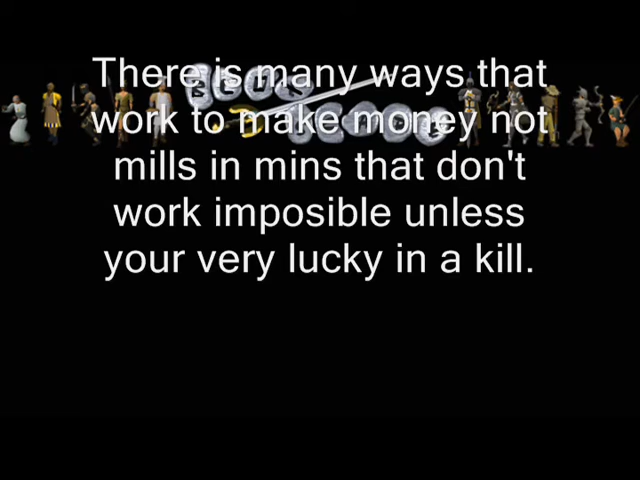 There is many ways that
work to make money not
mills in mins that don't
work imposible unless
your very lucky in a kill.